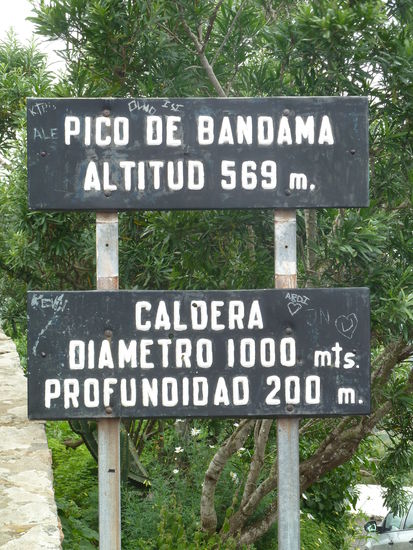 PICO DE BANDAMA
ALTITUD 569 m.
CALDERA
DIAMETRO 1000 mts.
PROFUNDIDAD 200 m.